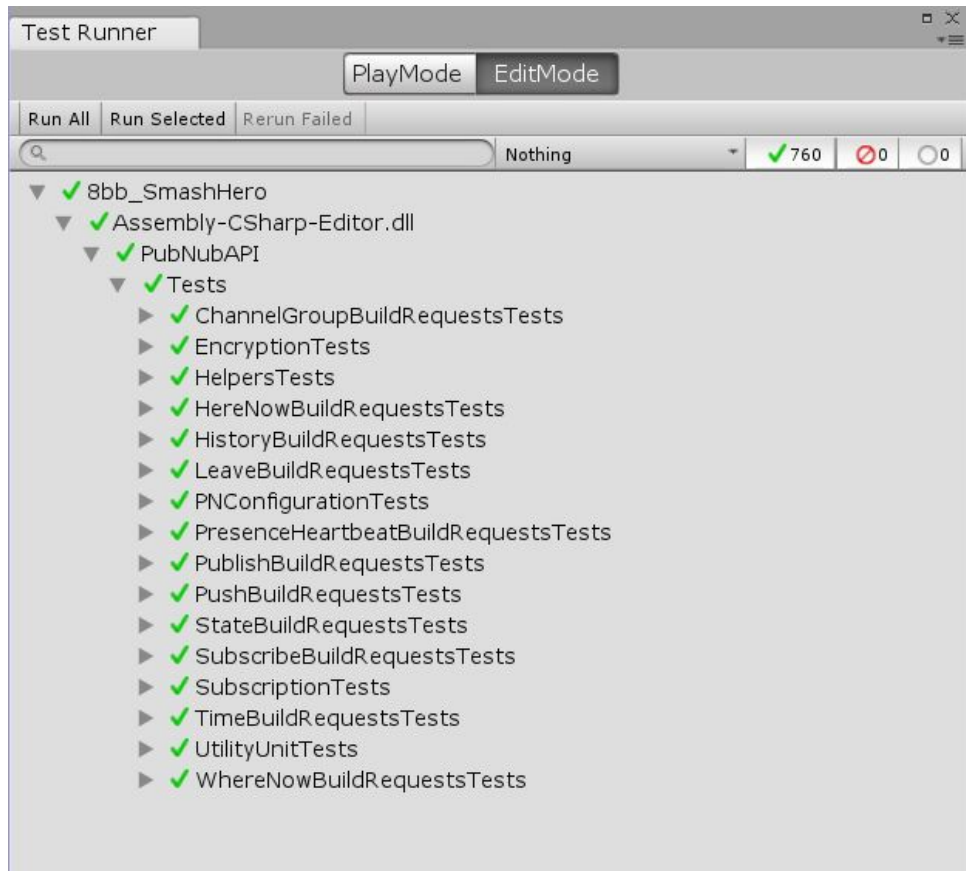 Test Runner
PlayMode EditMode
Run All Run Selected Rerun Failed
Nothing 760 0 0
8bb_SmashHero
Assembly-CSharp-Editor.dll
PubNubAPI
Tests
ChannelGroupBuildRequestsTests
EncryptionTests
HelpersTests
HereNowBuildRequestsTests
HistoryBuildRequestsTests
LeaveBuildRequestsTests
PNConfigurationTests
PresenceHeartbeatBuildRequestsTests
PublishBuildRequestsTests
PushBuildRequestsTests
StateBuildRequestsTests
SubscribeBuildRequestsTests
SubscriptionTests
TimeBuildRequestsTests
UtilityUnitTests
WhereNowBuildRequestsTests